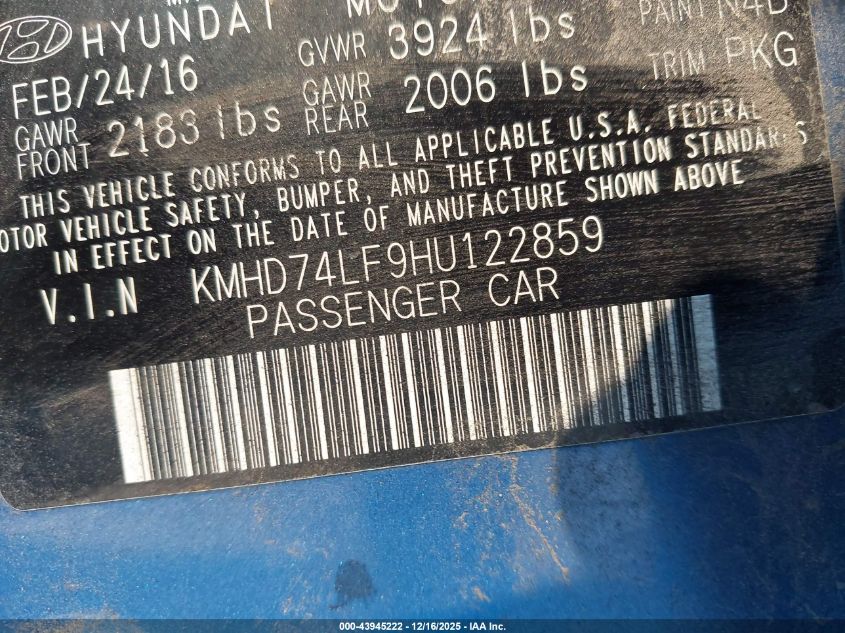 HYUNDAI
FEB/24/16 GVWR 3924 lbs PAINT N4B
GAWR FRONT 2183 lbs GAWR REAR 2006 lbs TRIM PKG
THIS VEHICLE CONFORMS TO ALL APPLICABLE U.S.A. FEDERAL
MOTOR VEHICLE SAFETY, BUMPER, AND THEFT PREVENTION STANDARDS
IN EFFECT ON THE DATE OF MANUFACTURE SHOWN ABOVE
V.I.N KMHD74LF9HU122859
PASSENGER CAR
000-43945222 - 12/16/2025 - IAA Inc.